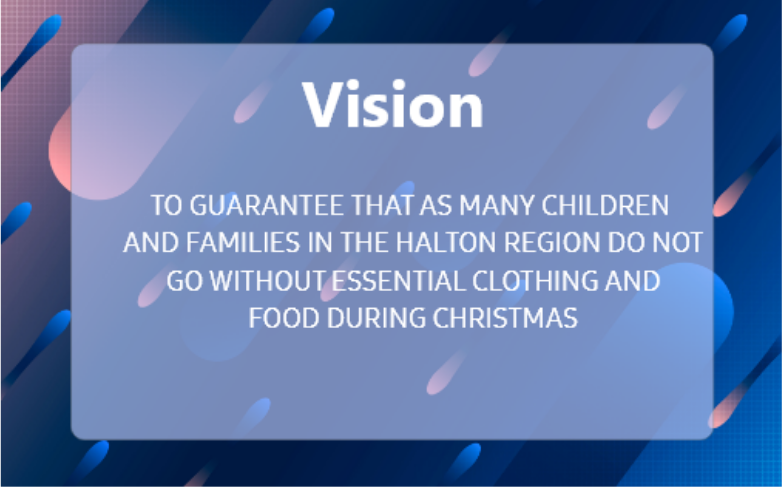 Vision
TO GUARANTEE THAT AS MANY CHILDREN
AND FAMILIES IN THE HALTON REGION DO NOT
GO WITHOUT ESSENTIAL CLOTHING AND
FOOD DURING CHRISTMAS